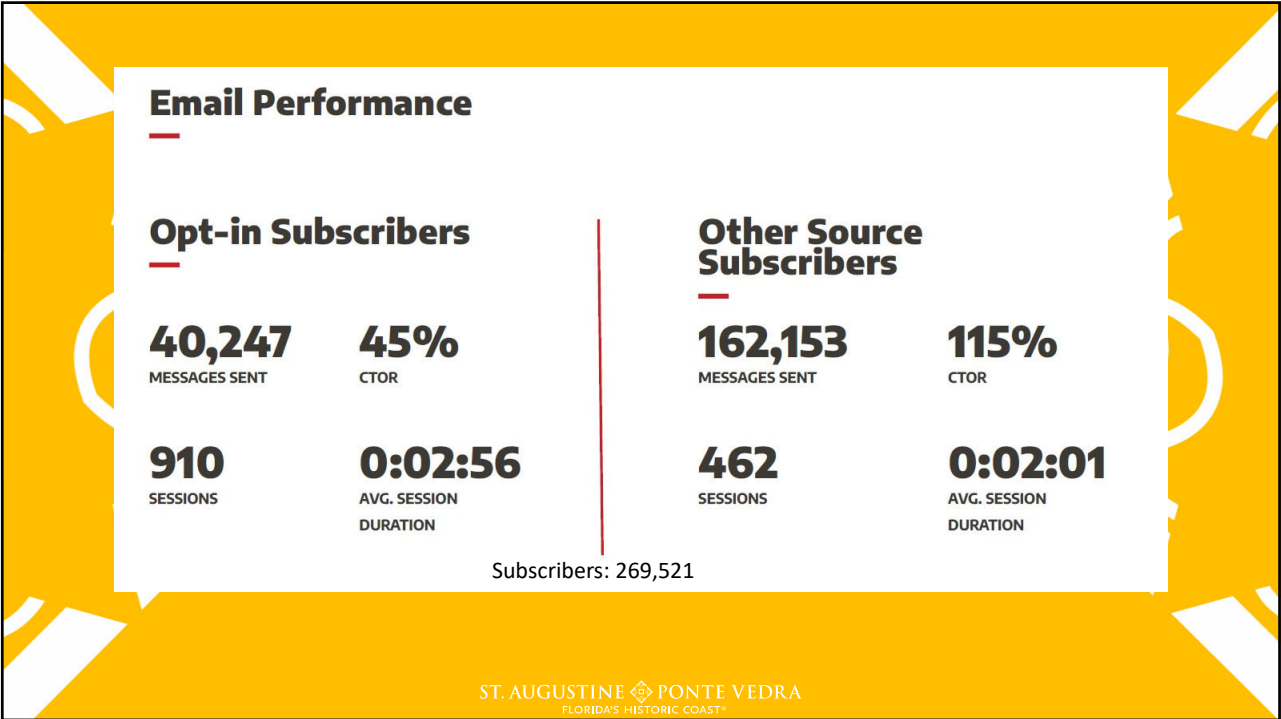 Email Performance
Opt-in Subscribers
40,247
MESSAGES SENT
45%
CTOR
910
SESSIONS
0:02:56
AVG. SESSION
DURATION
Other Source
Subscribers
162,153
MESSAGES SENT
115%
CTOR
462
SESSIONS
0:02:01
AVG. SESSION
DURATION
Subscribers: 269,521
ST. AUGUSTINE PONTE VEDRA
FLORIDA'S HISTORIC COAST®